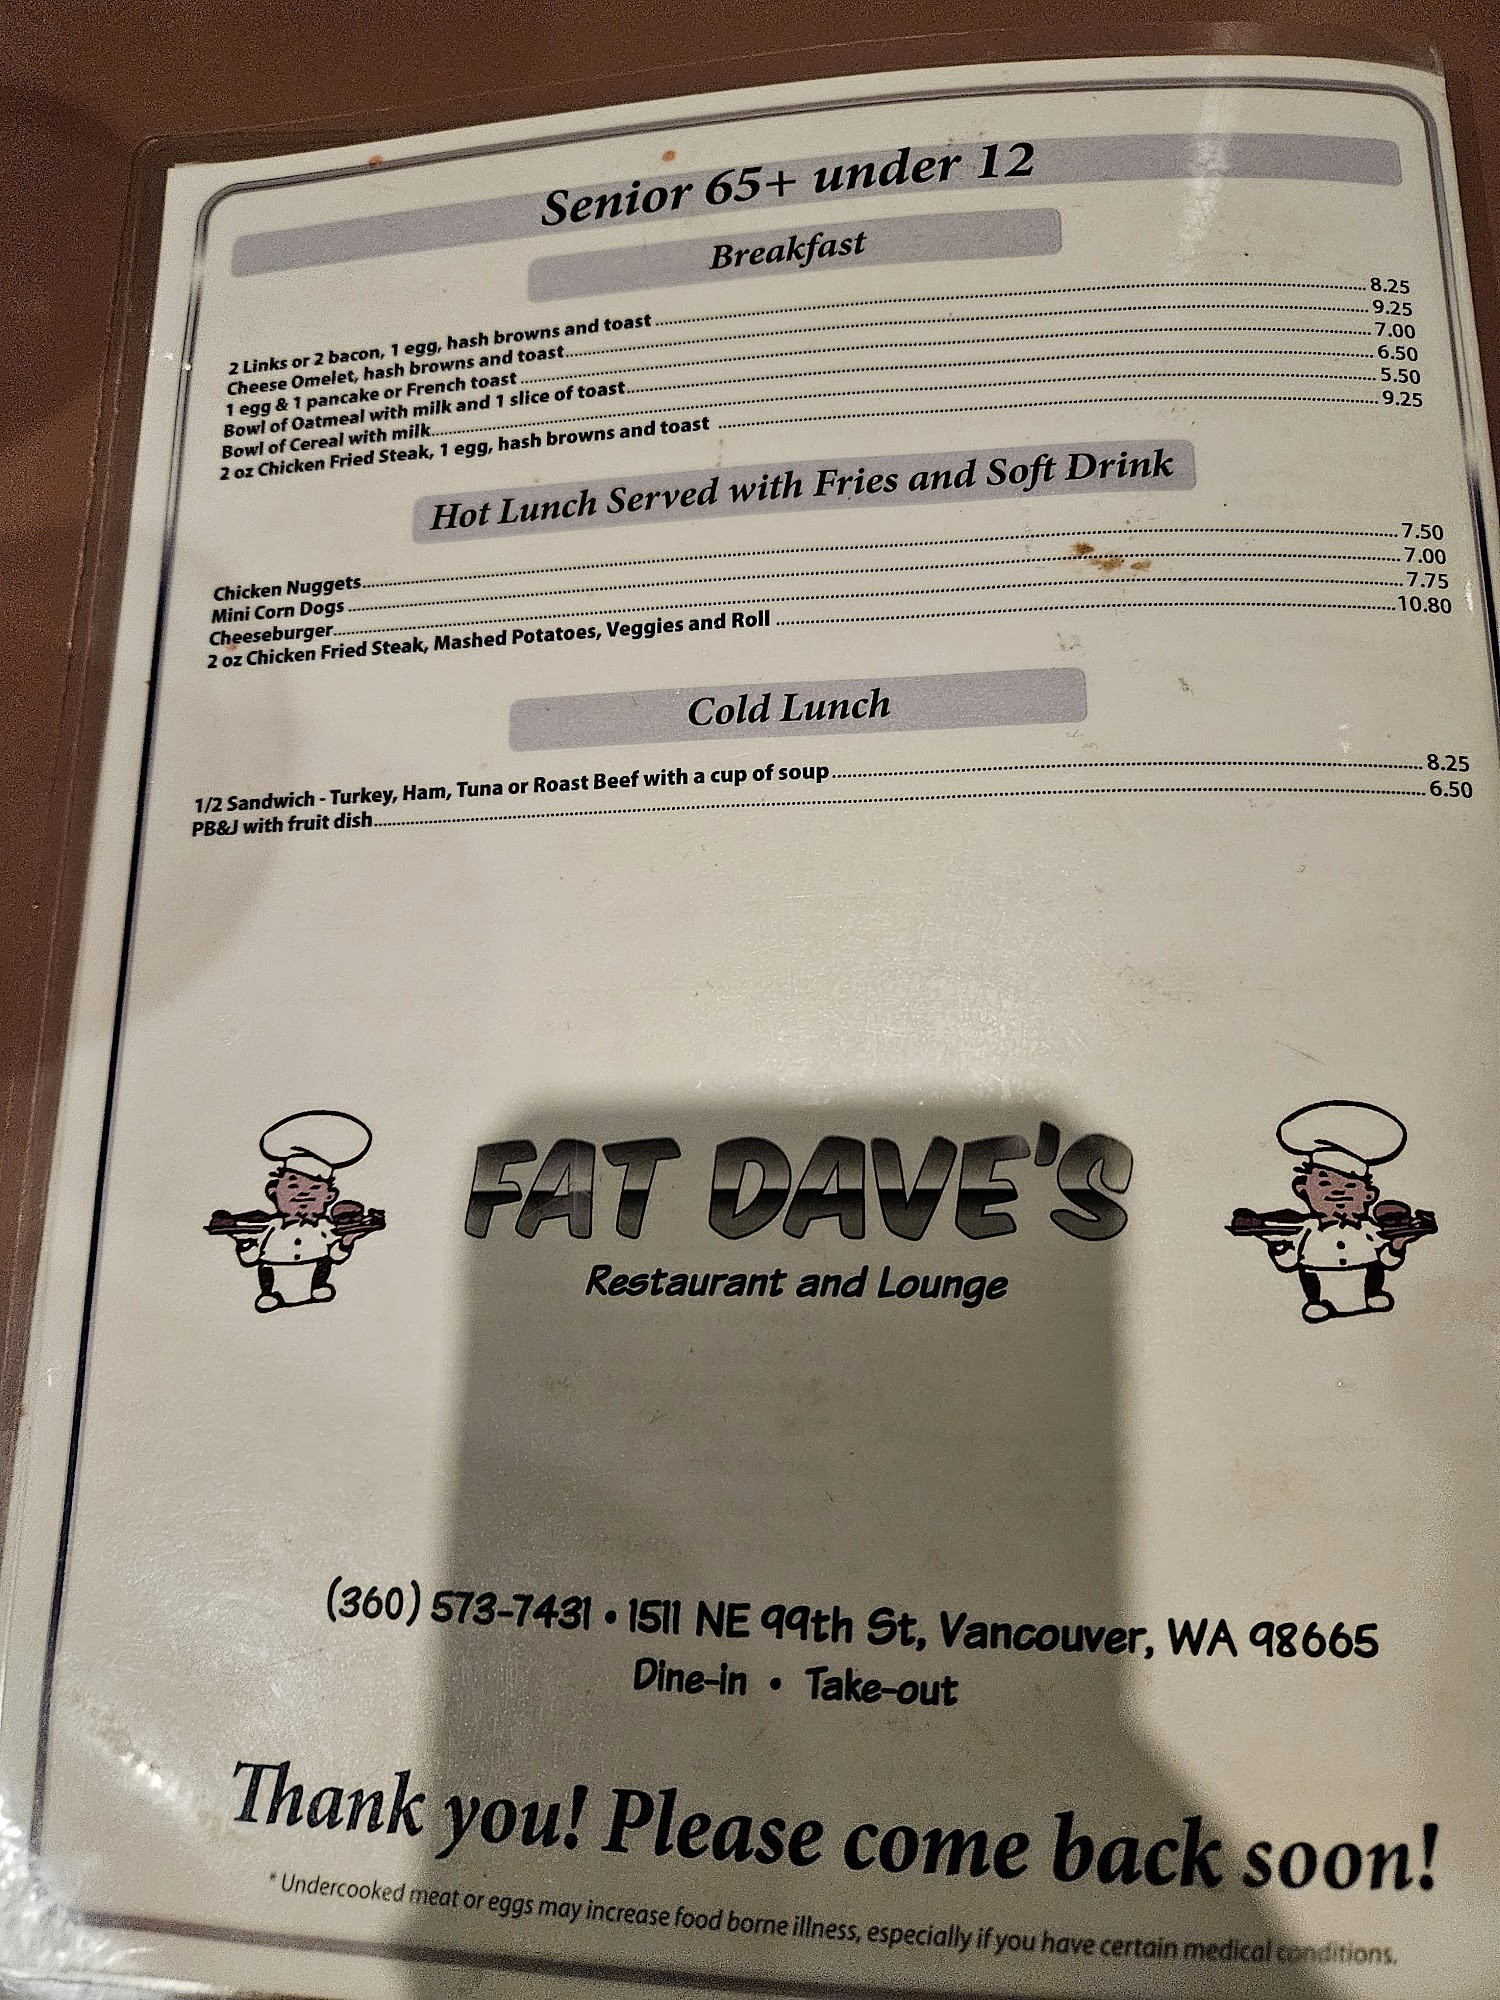 Senior 65+ under 12
Breakfast
2 Links or 2 bacon, 1 egg, hash browns and toast 8.25
Cheese Omelet, hash browns and toast 9.25
1 egg & 1 pancake or French toast 7.00
Bowl of Oatmeal with milk and 1 slice of toast 6.50
Bowl of Cereal with milk 5.50
2 oz Chicken Fried Steak, 1 egg, hash browns and toast 9.25
Hot Lunch Served with Fries and Soft Drink
Chicken Nuggets 7.50
Mini Corn Dogs 7.00
Cheeseburger 7.75
2 oz Chicken Fried Steak, Mashed Potatoes, Veggies and Roll 10.80
Cold Lunch
1/2 Sandwich - Turkey, Ham, Tuna or Roast Beef with a cup of soup 8.25
PB&J with fruit dish 6.50
FAT DAVE'S
Restaurant and Lounge
(360) 573-7431 • 1511 NE 99th St, Vancouver, WA 98665
Dine-in • Take-out
Thank you! Please come back soon!
* Undercooked meat or eggs may increase food borne illness, especially if you have certain medical conditions.